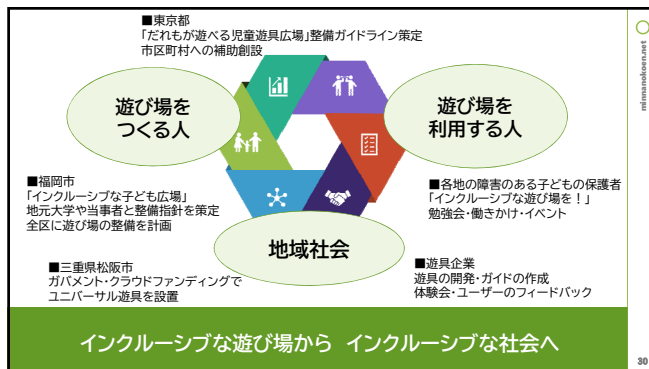 ■東京都
「だれもが遊べる児童遊具広場」整備ガイドライン策定
市区町村への補助創設
遊び場を
つくる人
遊び場を
利用する人
■福岡市
「インクルーシブな子ども広場」
地元大学や当事者と整備指針を策定
全区に遊び場の整備を計画
■各地の障害のある子どもの保護者
「インクルーシブな遊び場を！」
勉強会・働きかけ・イベント
地域社会
■三重県松阪市
ガバメント・クラウドファンディングで
ユニバーサル遊具を設置
■遊具企業
遊具の開発・ガイドの作成
体験会・ユーザーのフィードバック
インクルーシブな遊び場から インクルーシブな社会へ
minnanokoen.net
30